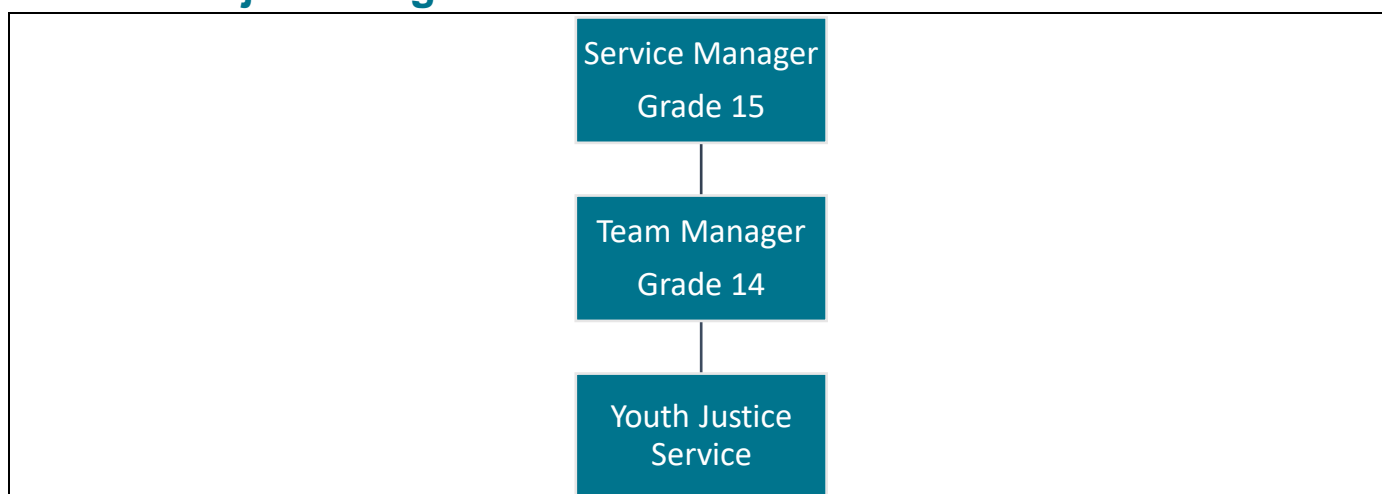 Service Manager
Grade 15
Team Manager
Grade 14
Youth Justice
Service